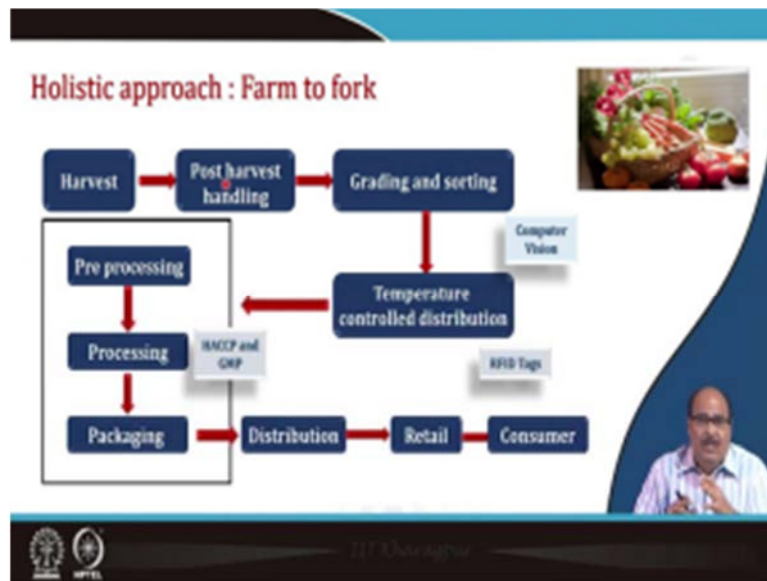 Holistic approach : Farm to fork
Harvest
Post harvest
handling
Grading and sorting
Computer
Vision
Pre processing
Temperature
controlled distribution
Processing
HACCP and
GMP
RFID Tags
Packaging
Distribution
Retail
Consumer
IIT Kharagpur
NPTEL